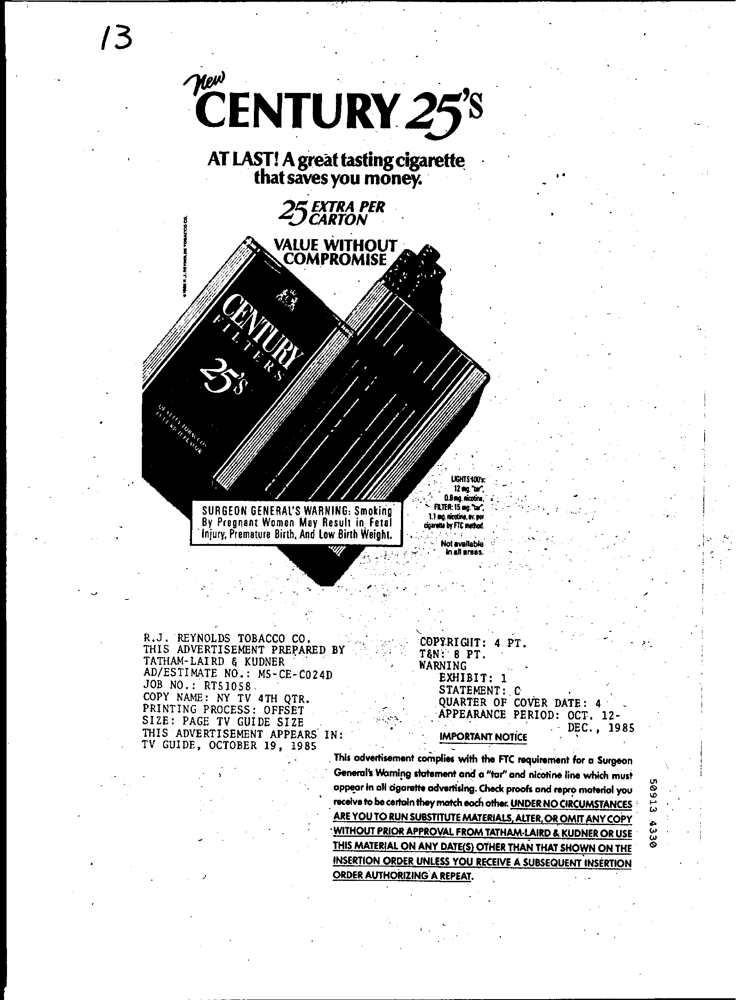 13
New
CENTURY 25's
AT LAST! A great tasting cigarette
that saves you money.
25 EXTRA PER
CARTON
VALUE WITHOUT
COMPROMISE
CENTURY
FILTERS
25's
LIGHTS 100's:
12 mg. "tar",
0.9 mg. nicotine,
FILTER: 15 mg. "tar",
1.1 mg. nicotine, av. per
cigarette by FTC method.
Not available
in all areas.
SURGEON GENERAL'S WARNING: Smoking
By Pregnant Women May Result in Fetal
Injury, Premature Birth, And Low Birth Weight.
R.J. REYNOLDS TOBACCO CO.
THIS ADVERTISEMENT PREPARED BY
TATHAM-LAIRD & KUDNER
AD/ESTIMATE NO.: M5-CE-C024D
JOB NO.: RT51058
COPY NAME: NY TV 4TH QTR.
PRINTING PROCESS: OFFSET
SIZE: PAGE TV GUIDE SIZE
THIS ADVERTISEMENT APPEARS IN:
TV GUIDE, OCTOBER 19, 1985
COPYRIGHT: 4 PT.
T&N: 8 PT.
WARNING
EXHIBIT: 1
STATEMENT: C
QUARTER OF COVER DATE: 4
APPEARANCE PERIOD: OCT. 12-
DEC., 1985
IMPORTANT NOTICE
This advertisement complies with the FTC requirement for a Surgeon
General's Warning statement and a "tar" and nicotine line which must
appear in all cigarette advertising. Check proofs and repro material you
receive to be certain they match each other. UNDER NO CIRCUMSTANCES
ARE YOU TO RUN SUBSTITUTE MATERIALS, ALTER, OR OMIT ANY COPY
WITHOUT PRIOR APPROVAL FROM TATHAM-LAIRD & KUDNER OR USE
THIS MATERIAL ON ANY DATE(S) OTHER THAN THAT SHOWN ON THE
INSERTION ORDER UNLESS YOU RECEIVE A SUBSEQUENT INSERTION
ORDER AUTHORIZING A REPEAT.
50913 4330